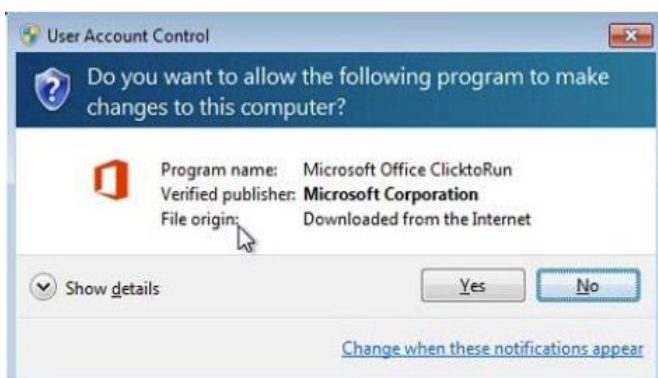 User Account Control
Do you want to allow the following program to make
changes to this computer?
Program name: Microsoft Office ClicktoRun
Verified publisher: Microsoft Corporation
File origin: Downloaded from the Internet
Show details
Yes No
Change when these notifications appear